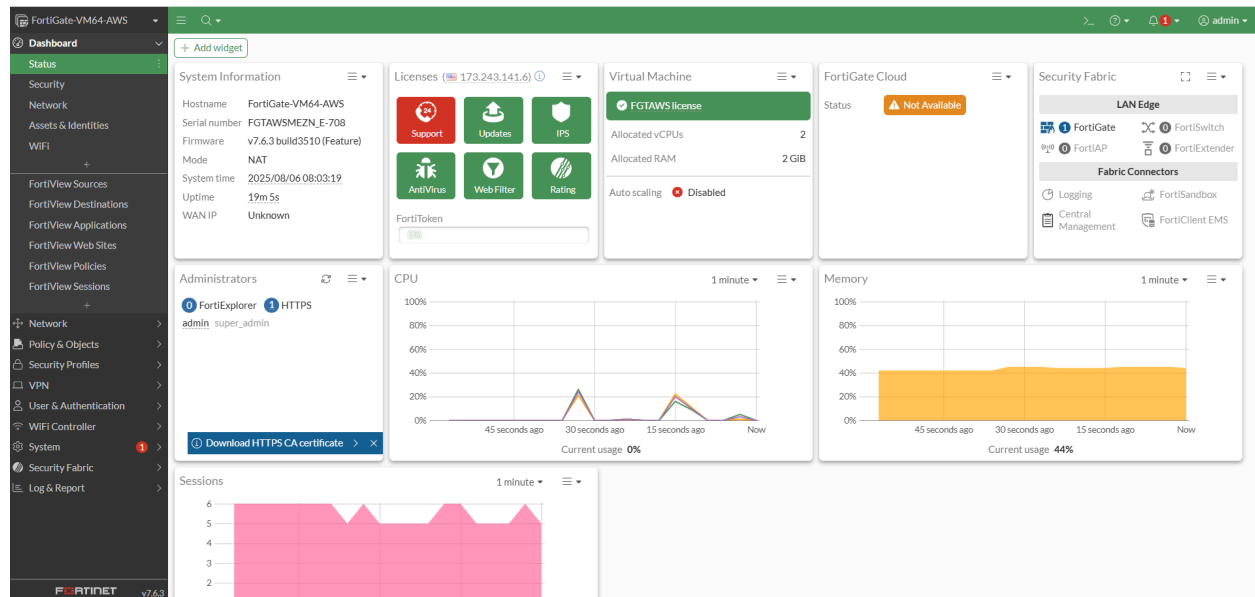 FortiGate-VM64-AWS
1
admin
Dashboard
Status
Security
Network
Assets & Identities
WiFi
FortiView Sources
FortiView Destinations
FortiView Applications
FortiView Web Sites
FortiView Policies
FortiView Sessions
Network
Policy & Objects
Security Profiles
VPN
User & Authentication
WiFi Controller
System 1
Security Fabric
Log & Report
FORTINET v7.6.3
+ Add widget
System Information
Hostname FortiGate-VM64-AWS
Serial number FGTAWSMEZN_E-708
Firmware v7.6.3 build3510 (Feature)
Mode NAT
System time 2025/08/06 08:03:19
Uptime 19m 5s
WAN IP Unknown
Licenses (173.243.141.6)
24
Support Updates IPS
AntiVirus Web Filter Rating
FortiToken
0%
Virtual Machine
FGTAWS license
Allocated vCPUs 2
Allocated RAM 2 GiB
Auto scaling Disabled
FortiGate Cloud
Status Not Available
Security Fabric
LAN Edge
1 FortiGate 0 FortiSwitch
0 FortiAP 0 FortiExtender
Fabric Connectors
Logging FortiSandbox
Central Management FortiClient EMS
Administrators
0 FortiExplorer 1 HTTPS
admin super_admin
Download HTTPS CA certificate
CPU 1 minute
100%
80%
60%
40%
20%
0%
45 seconds ago 30 seconds ago 15 seconds ago Now
Current usage 0%
Memory 1 minute
100%
80%
60%
40%
20%
0%
45 seconds ago 30 seconds ago 15 seconds ago Now
Current usage 44%
Sessions 1 minute
6
5
4
3
2